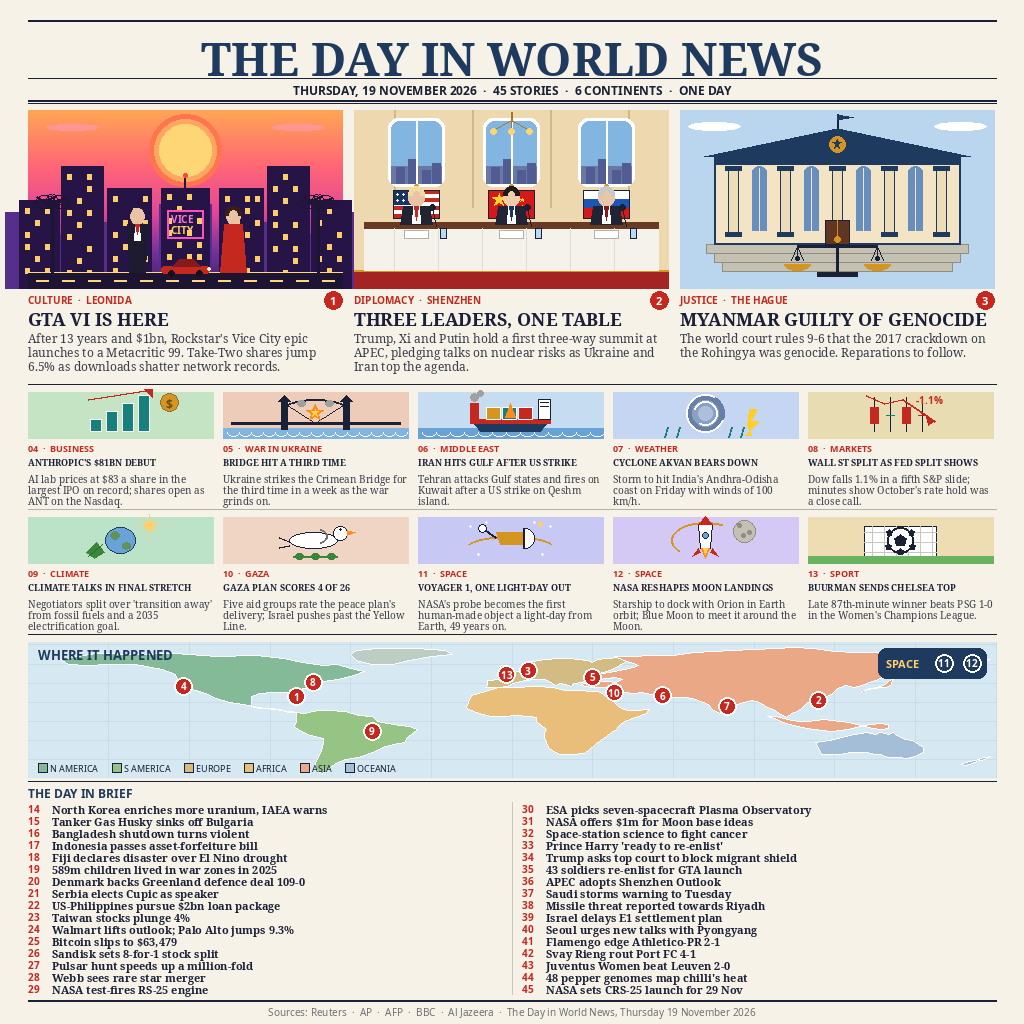 THE DAY IN WORLD NEWS
THURSDAY, 19 NOVEMBER 2026 · 45 STORIES · 6 CONTINENTS · ONE DAY
VICE
CITY
CULTURE · LEONIDA
1
GTA VI IS HERE
After 13 years and $1bn, Rockstar's Vice City epic
launches to a Metacritic 99. Take-Two shares jump
6.5% as downloads shatter network records.
DIPLOMACY · SHENZHEN
2
THREE LEADERS, ONE TABLE
Trump, Xi and Putin hold a first three-way summit at
APEC, pledging talks on nuclear risks as Ukraine and
Iran top the agenda.
JUSTICE · THE HAGUE
3
MYANMAR GUILTY OF GENOCIDE
The world court rules 9-6 that the 2017 crackdown on
the Rohingya was genocide. Reparations to follow.
$
04 · BUSINESS
ANTHROPIC'S $81BN DEBUT
AI lab prices at $83 a share in the
largest IPO on record; shares open as
ANT on the Nasdaq.
05 · WAR IN UKRAINE
BRIDGE HIT A THIRD TIME
Ukraine strikes the Crimean Bridge for
the third time in a week as the war
grinds on.
06 · MIDDLE EAST
IRAN HITS GULF AFTER US STRIKE
Tehran attacks Gulf states and fires on
Kuwait after a US strike on Qeshm
island.
07 · WEATHER
CYCLONE AKVAN BEARS DOWN
Storm to hit India's Andhra-Odisha
coast on Friday with winds of 100
km/h.
-1.1%
08 · MARKETS
WALL ST SPLIT AS FED SPLIT SHOWS
Dow falls 1.1% in a fifth S&P slide;
minutes show October's rate hold was
a close call.
09 · CLIMATE
CLIMATE TALKS IN FINAL STRETCH
Negotiators split over 'transition away'
from fossil fuels and a 2035
electrification goal.
10 · GAZA
GAZA PLAN SCORES 4 OF 26
Five aid groups rate the peace plan's
delivery; Israel pushes past the Yellow
Line.
11 · SPACE
VOYAGER 1, ONE LIGHT-DAY OUT
NASA's probe becomes the first
human-made object a light-day from
Earth, 49 years on.
12 · SPACE
NASA RESHAPES MOON LANDINGS
Starship to dock with Orion in Earth
orbit; Blue Moon to meet it around the
Moon.
13 · SPORT
BUURMAN SENDS CHELSEA TOP
Late 87th-minute winner beats PSG 1-0
in the Women's Champions League.
WHERE IT HAPPENED
SPACE 11 12
4
8
1
9
13
3
5
10
6
7
2
N AMERICA S AMERICA EUROPE AFRICA ASIA OCEANIA
THE DAY IN BRIEF
14 North Korea enriches more uranium, IAEA warns
15 Tanker Gas Husky sinks off Bulgaria
16 Bangladesh shutdown turns violent
17 Indonesia passes asset-forfeiture bill
18 Fiji declares disaster over El Nino drought
19 589m children lived in war zones in 2025
20 Denmark backs Greenland defence deal 109-0
21 Serbia elects Cupic as speaker
22 US-Philippines pursue $2bn loan package
23 Taiwan stocks plunge 4%
24 Walmart lifts outlook; Palo Alto jumps 9.3%
25 Bitcoin slips to $63,479
26 Sandisk sets 8-for-1 stock split
27 Pulsar hunt speeds up a million-fold
28 Webb sees rare star merger
29 NASA test-fires RS-25 engine
30 ESA picks seven-spacecraft Plasma Observatory
31 NASA offers $1m for Moon base ideas
32 Space-station science to fight cancer
33 Prince Harry 'ready to re-enlist'
34 Trump asks top court to block migrant shield
35 43 soldiers re-enlist for GTA launch
36 APEC adopts Shenzhen Outlook
37 Saudi storms warning to Tuesday
38 Missile threat reported towards Riyadh
39 Israel delays E1 settlement plan
40 Seoul urges new talks with Pyongyang
41 Flamengo edge Athletico-PR 2-1
42 Svay Rieng rout Port FC 4-1
43 Juventus Women beat Leuven 2-0
44 48 pepper genomes map chilli's heat
45 NASA sets CRS-25 launch for 29 Nov
Sources: Reuters · AP · AFP · BBC · Al Jazeera · The Day in World News, Thursday 19 November 2026